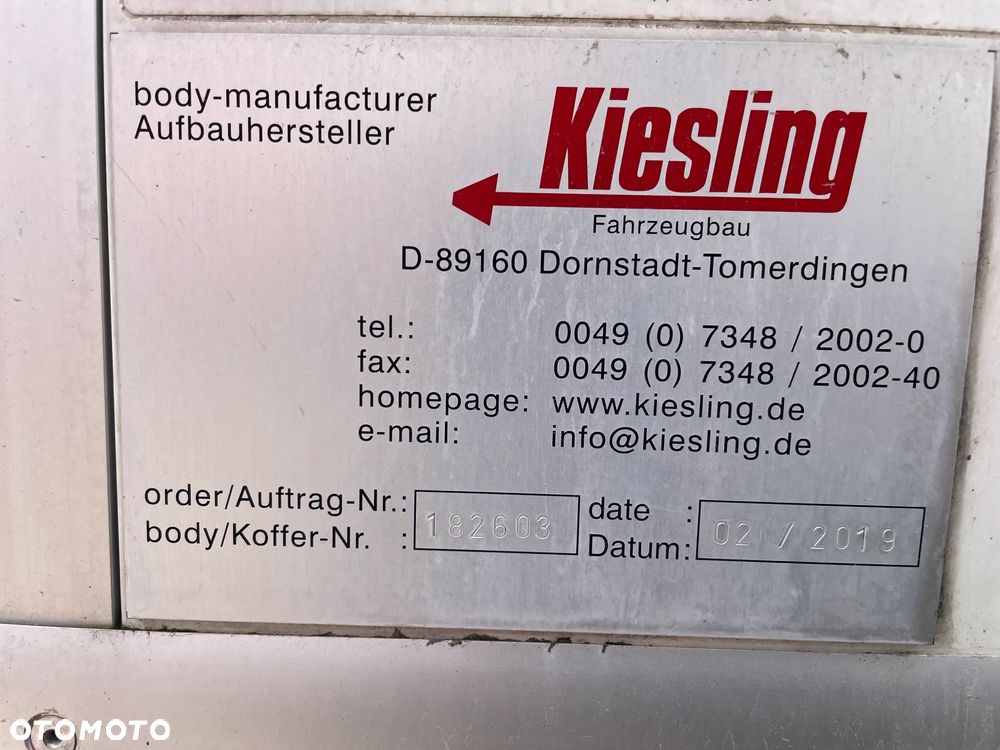 body-manufacturer
Aufbauhersteller
Kiesling
Fahrzeugbau
D-89160 Dornstadt-Tomerdingen
tel.: 0049 (0) 7348 / 2002-0
fax: 0049 (0) 7348 / 2002-40
homepage: www.kiesling.de
e-mail: info@kiesling.de
order/Auftrag-Nr.:
body/Koffer-Nr. : 182603
date :
Datum: 02 / 2019
OTOMOTO